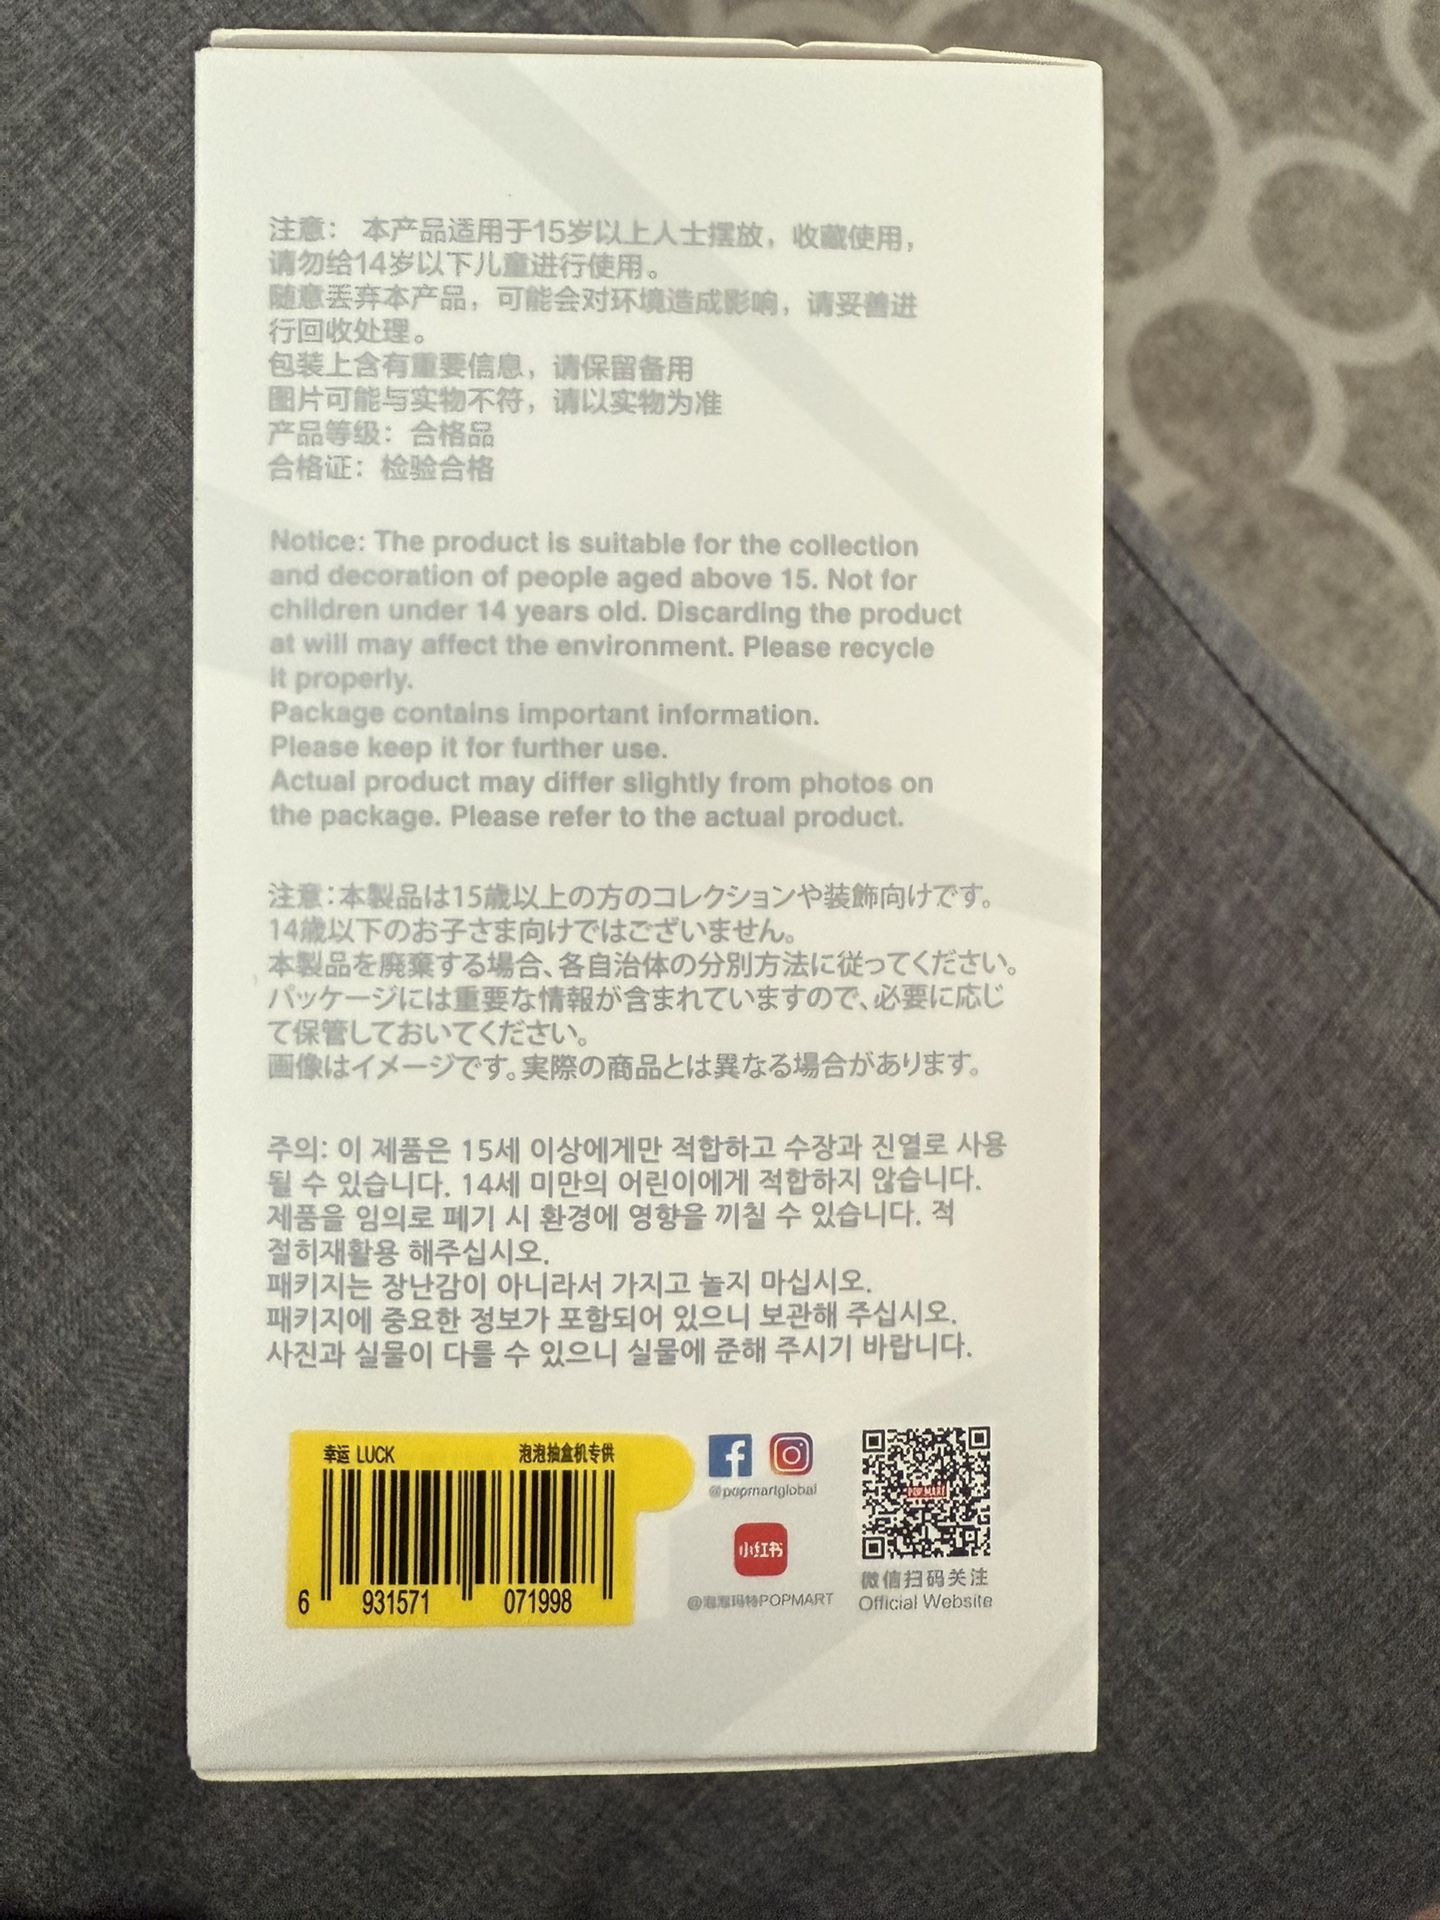 注意： 本产品适用于15岁以上人士摆放，收藏使用，
请勿给14岁以下儿童进行使用。
随意丢弃本产品，可能会对环境造成影响，请妥善进
行回收处理。
包装上含有重要信息，请保留备用
图片可能与实物不符，请以实物为准
产品等级：合格品
合格证：检验合格
Notice: The product is suitable for the collection
and decoration of people aged above 15. Not for
children under 14 years old. Discarding the product
at will may affect the environment. Please recycle
it properly.
Package contains important information.
Please keep it for further use.
Actual product may differ slightly from photos on
the package. Please refer to the actual product.
注意：本製品は15歳以上の方のコレクションや装飾向けです。
14歳以下のお子さま向けではございません。
本製品を廃棄する場合、各自治体の分別方法に従ってください。
パッケージには重要な情報が含まれていますので、必要に応じ
て保管しておいてください。
画像はイメージです。実際の商品とは異なる場合があります。
주의: 이 제품은 15세 이상에게만 적합하고 수장과 진열로 사용
될 수 있습니다. 14세 미만의 어린이에게 적합하지 않습니다.
제품을 임의로 폐기 시 환경에 영향을 끼칠 수 있습니다. 적
절히재활용 해주십시오.
패키지는 장난감이 아니라서 가지고 놀지 마십시오.
패키지에 중요한 정보가 포함되어 있으니 보관해 주십시오.
사진과 실물이 다를 수 있으니 실물에 준해 주시기 바랍니다.
幸运 LUCK 泡泡抽盒机专供
6 931571 071998
@popmartglobal
小红书
@泡泡玛特POPMART
POP MART
微信扫码关注
Official Website